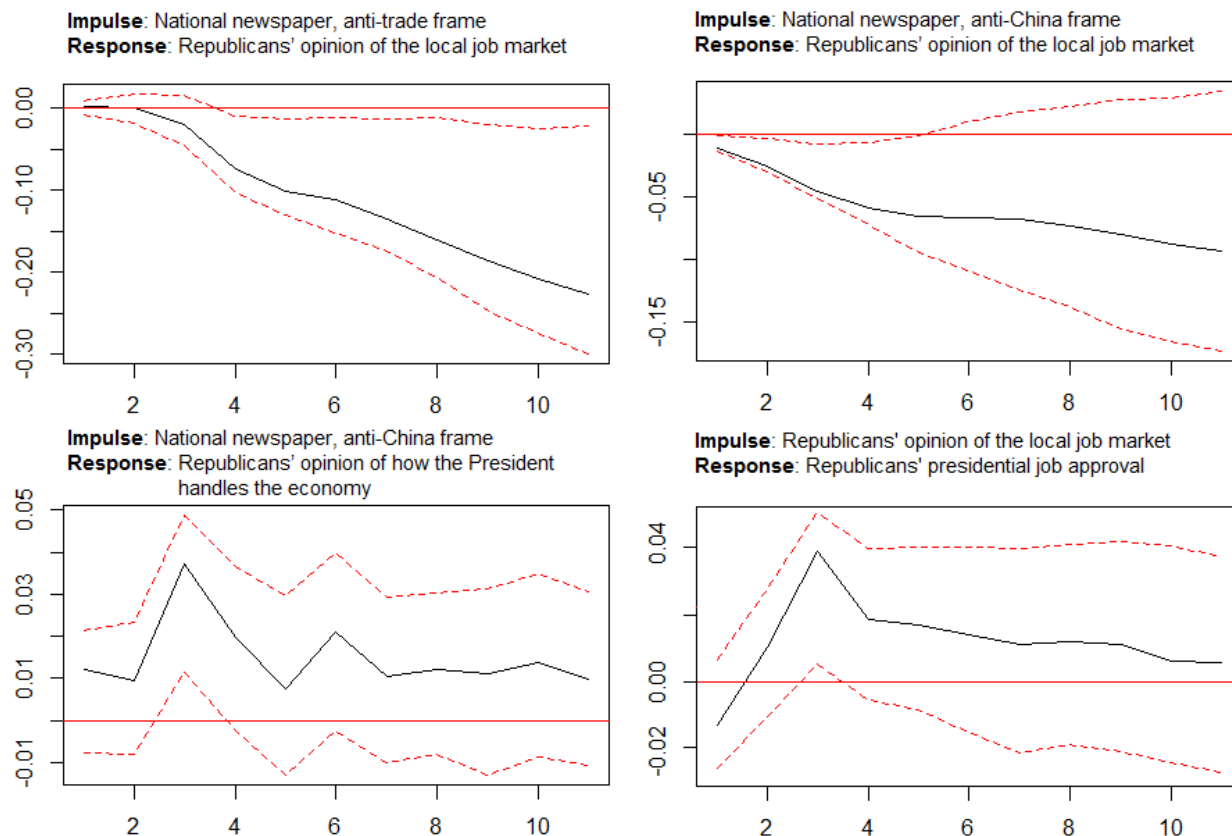 Impulse: National newspaper, anti-trade frame
Response: Republicans' opinion of the local job market
0.00
-0.10
-0.20
-0.30
2 4 6 8 10
Impulse: National newspaper, anti-China frame
Response: Republicans' opinion of the local job market
-0.05
-0.15
2 4 6 8 10
Impulse: National newspaper, anti-China frame
Response: Republicans' opinion of how the President
handles the economy
0.05
0.03
0.01
-0.01
2 4 6 8 10
Impulse: Republicans' opinion of the local job market
Response: Republicans' presidential job approval
0.04
0.00
-0.02
2 4 6 8 10